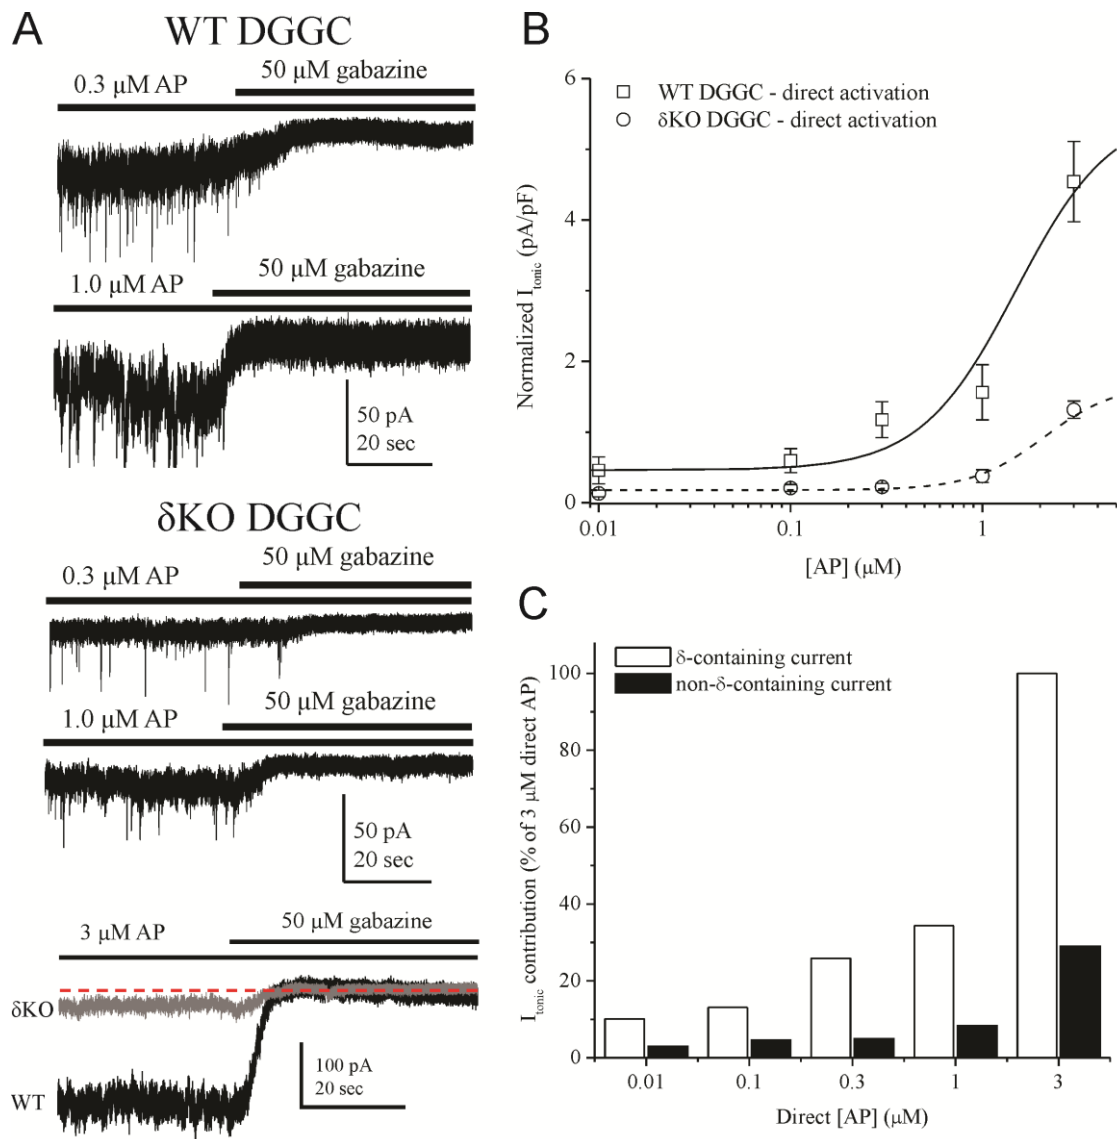 A
WT DGGC
50 μM gabazine
0.3 μM AP
50 μM gabazine
1.0 μM AP
50 pA
20 sec
δKO DGGC
50 μM gabazine
0.3 μM AP
50 μM gabazine
1.0 μM AP
50 pA
20 sec
50 μM gabazine
3 μM AP
δKO
WT
100 pA
20 sec
B
6
4
2
0
Normalized I_tonic (pA/pF)
WT DGGC - direct activation
δKO DGGC - direct activation
0.01 0.1 1
[AP] (μM)
C
100
80
60
40
20
0
I_tonic contribution (% of 3 μM direct AP)
δ-containing current
non-δ-containing current
0.01 0.1 0.3 1 3
Direct [AP] (μM)